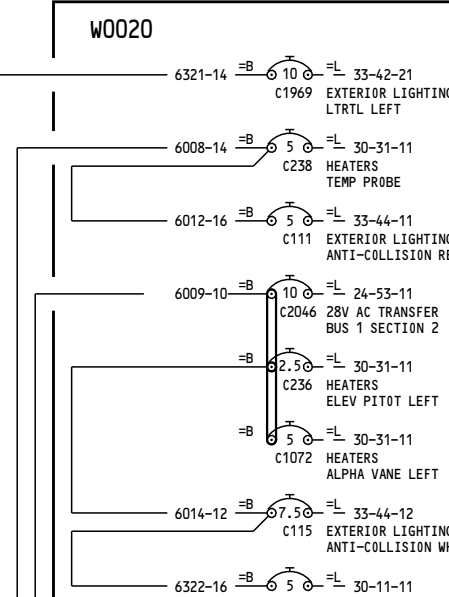 W0020
6321-14 =B 10 =L 33-42-21
C1969 EXTERIOR LIGHTING
LTRTL LEFT
6008-14 =B 5 =L 30-31-11
C238 HEATERS
TEMP PROBE
6012-16 =B 5 =L 33-44-11
C111 EXTERIOR LIGHTING
ANTI-COLLISION RE
6009-10 =B 10 =L 24-53-11
C2046 28V AC TRANSFER
BUS 1 SECTION 2
=B 2.5 =L 30-31-11
C236 HEATERS
ELEV PITOT LEFT
=B 5 =L 30-31-11
C1072 HEATERS
ALPHA VANE LEFT
6014-12 =B 7.5 =L 33-44-12
C115 EXTERIOR LIGHTING
ANTI-COLLISION WH
6322-16 =B 5 =L 30-11-11